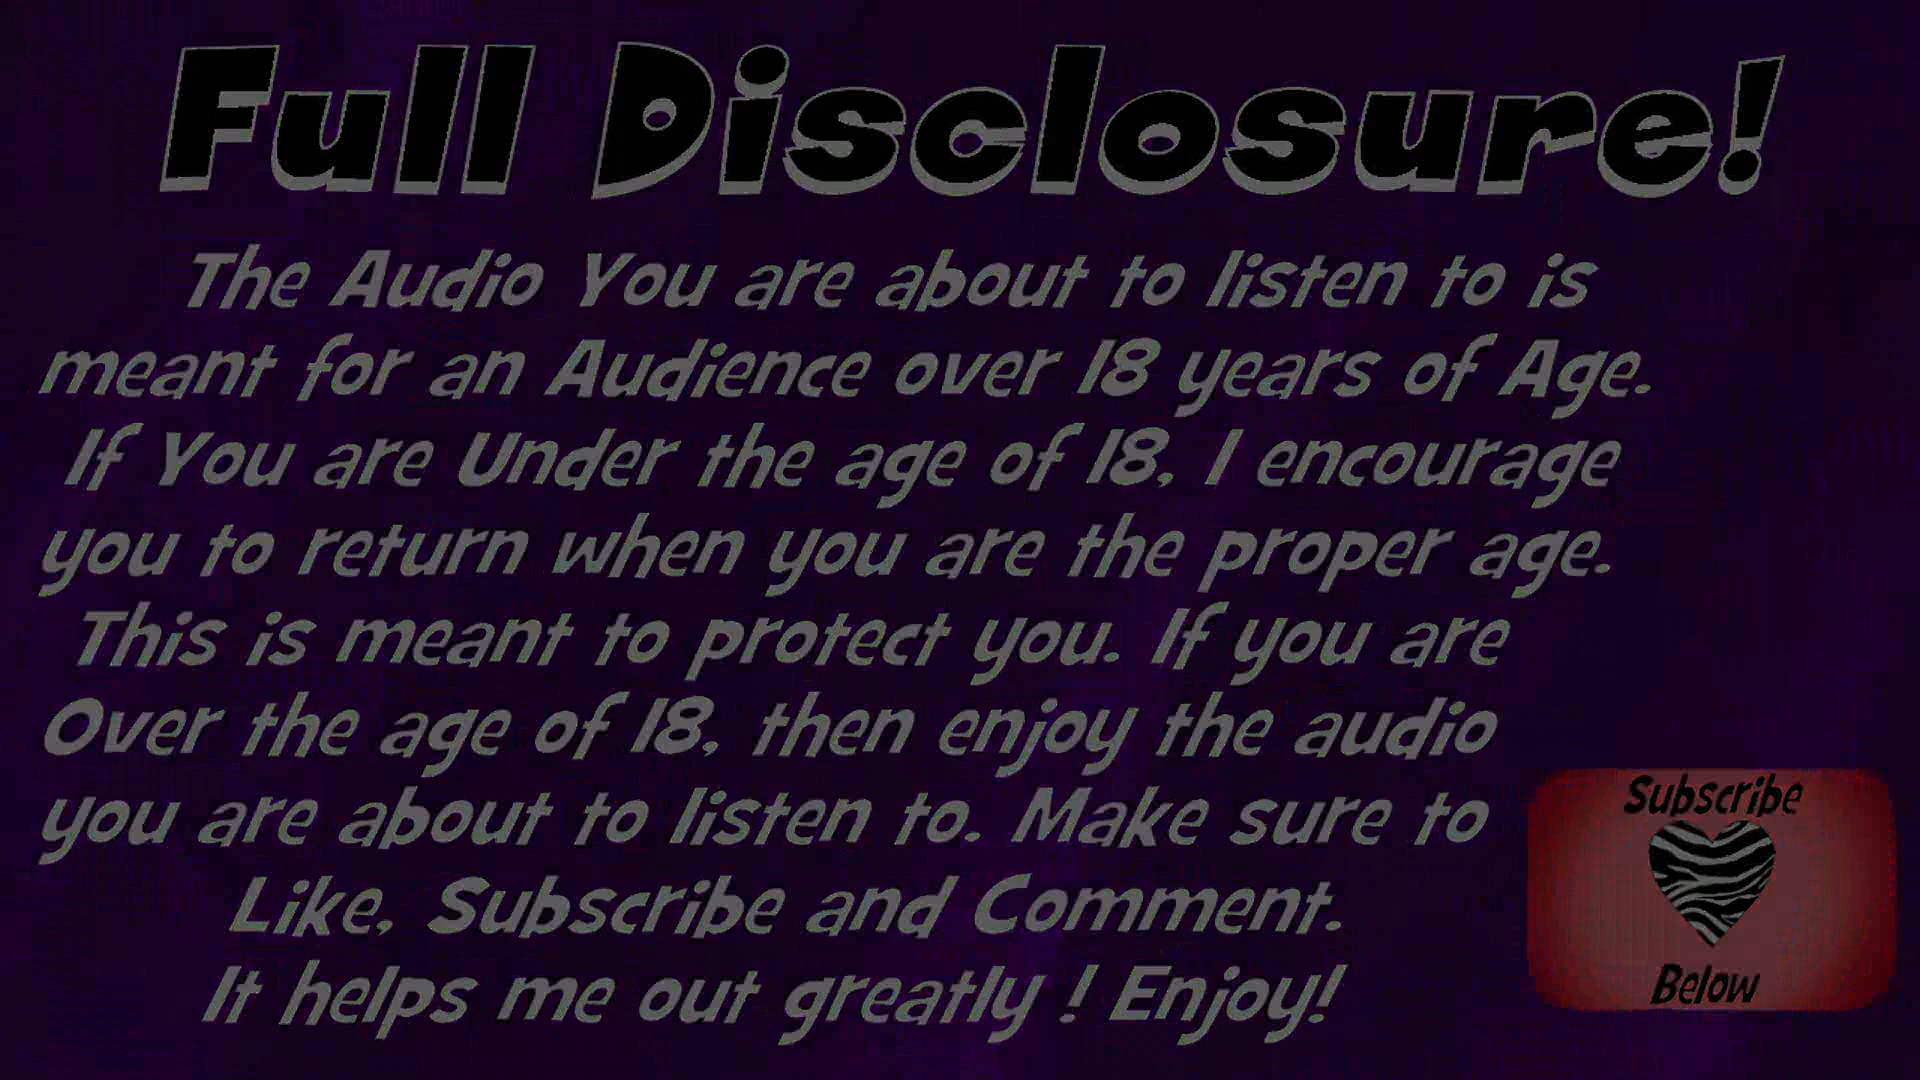 Full Disclosure!
The Audio You are about to listen to is
meant for an Audience over 18 years of Age.
If You are Under the age of 18, I encourage
you to return when you are the proper age.
This is meant to protect you. If you are
Over the age of 18, then enjoy the audio
you are about to listen to. Make sure to
Like, Subscribe and Comment.
It helps me out greatly ! Enjoy!
Subscribe
Below